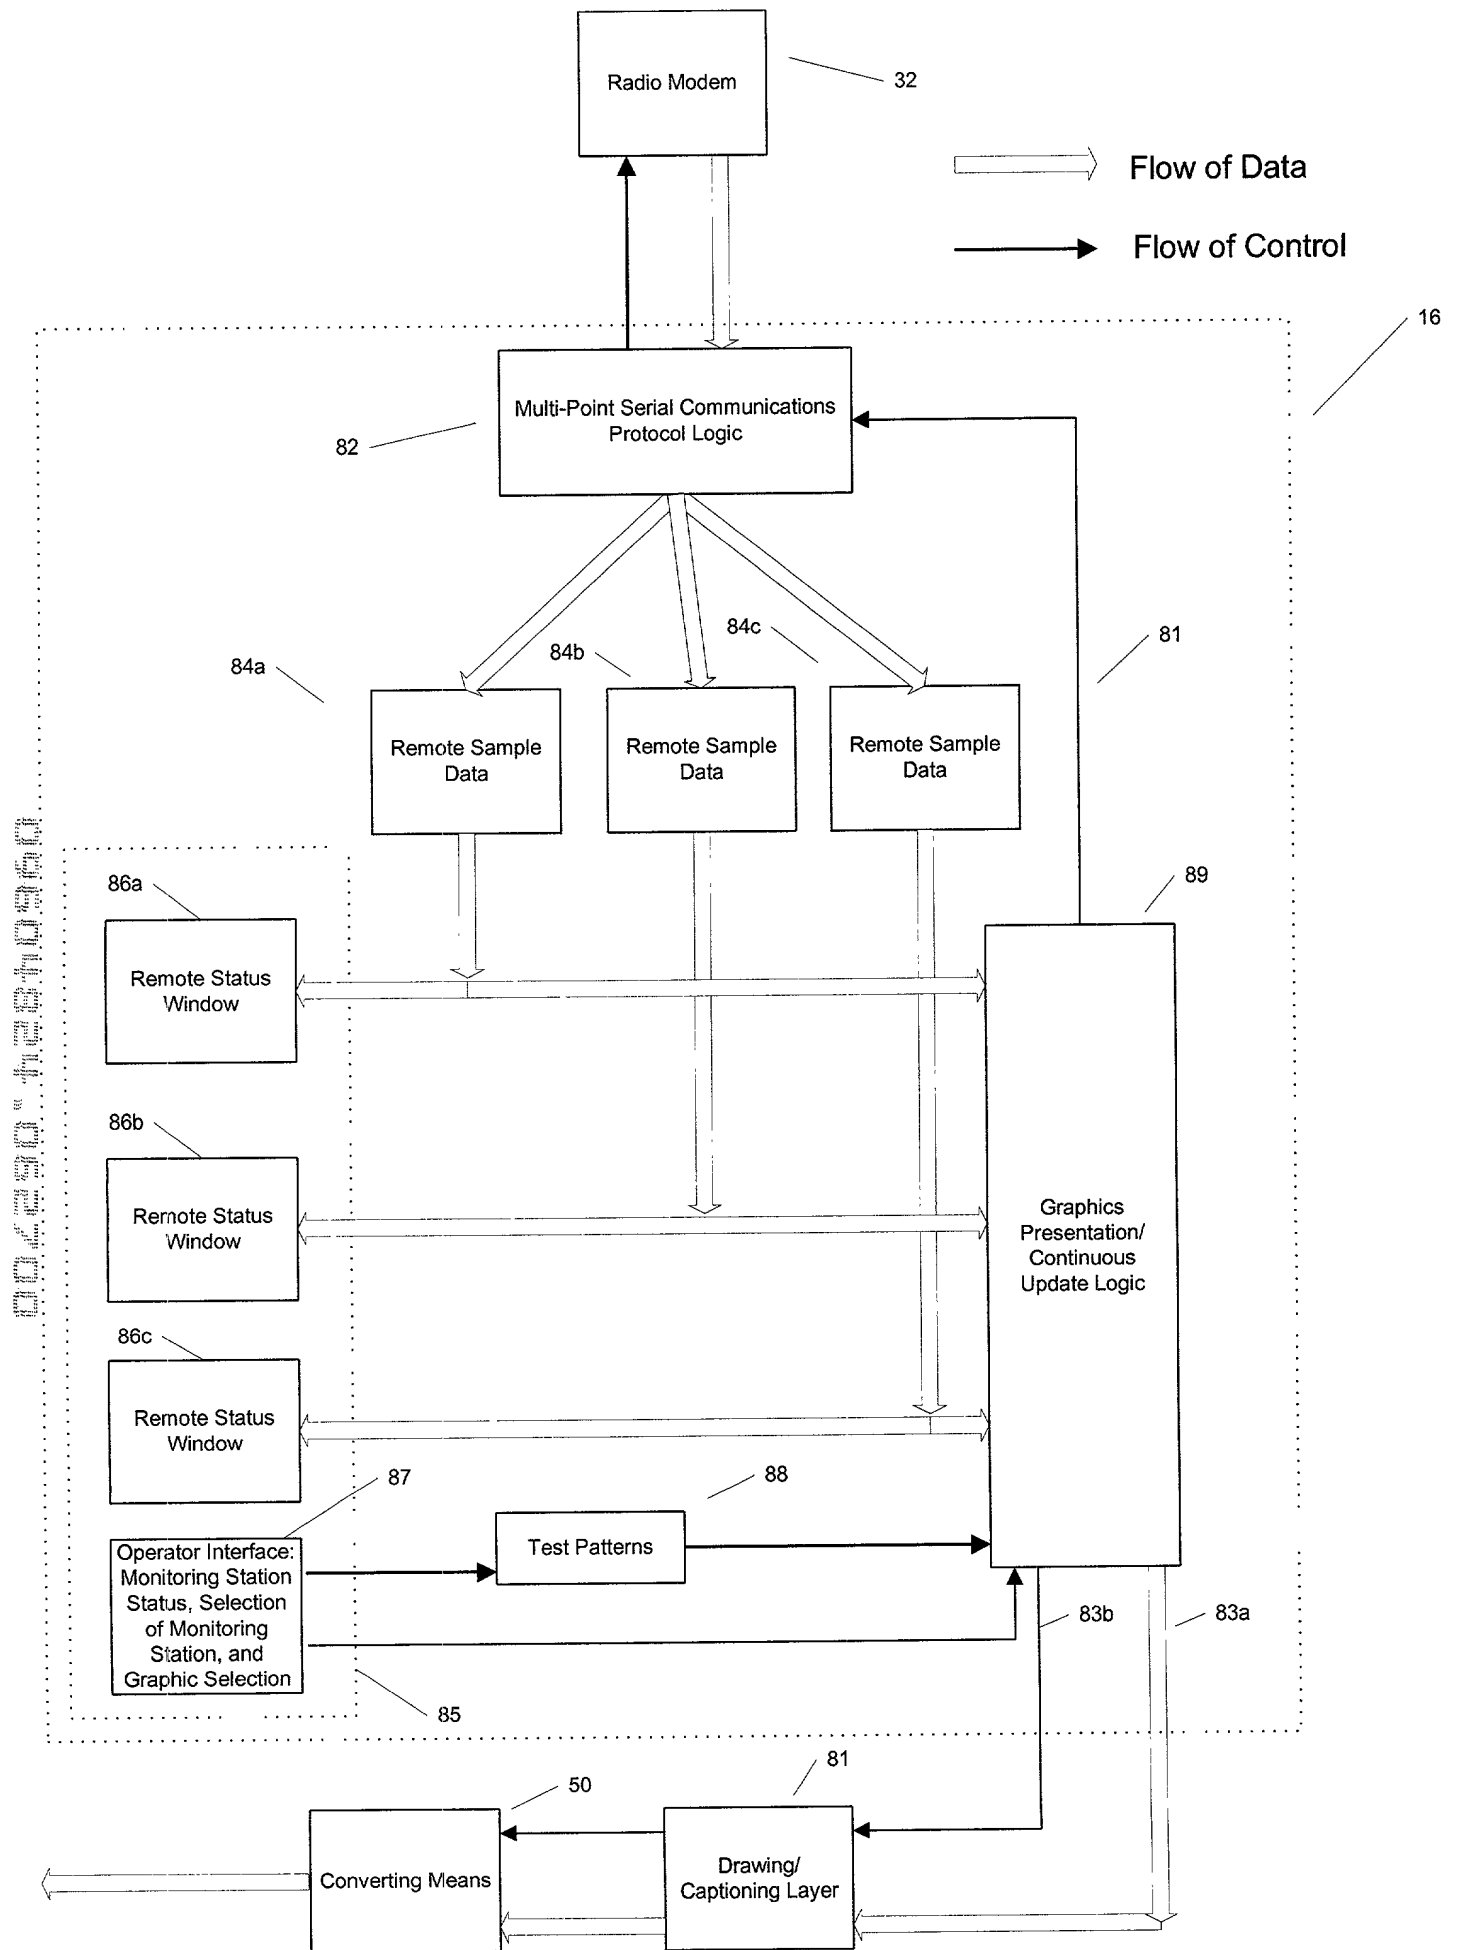 Radio Modem
32
Flow of Data
Flow of Control
16
Multi-Point Serial Communications
Protocol Logic
82
84a
84b
84c
81
Remote Sample
Data
Remote Sample
Data
Remote Sample
Data
86a
89
Remote Status
Window
86b
Remote Status
Window
Graphics
Presentation/
Continuous
Update Logic
86c
Remote Status
Window
87
88
Operator Interface:
Monitoring Station
Status, Selection
of Monitoring
Station, and
Graphic Selection
Test Patterns
83b
83a
85
81
50
Converting Means
Drawing/
Captioning Layer